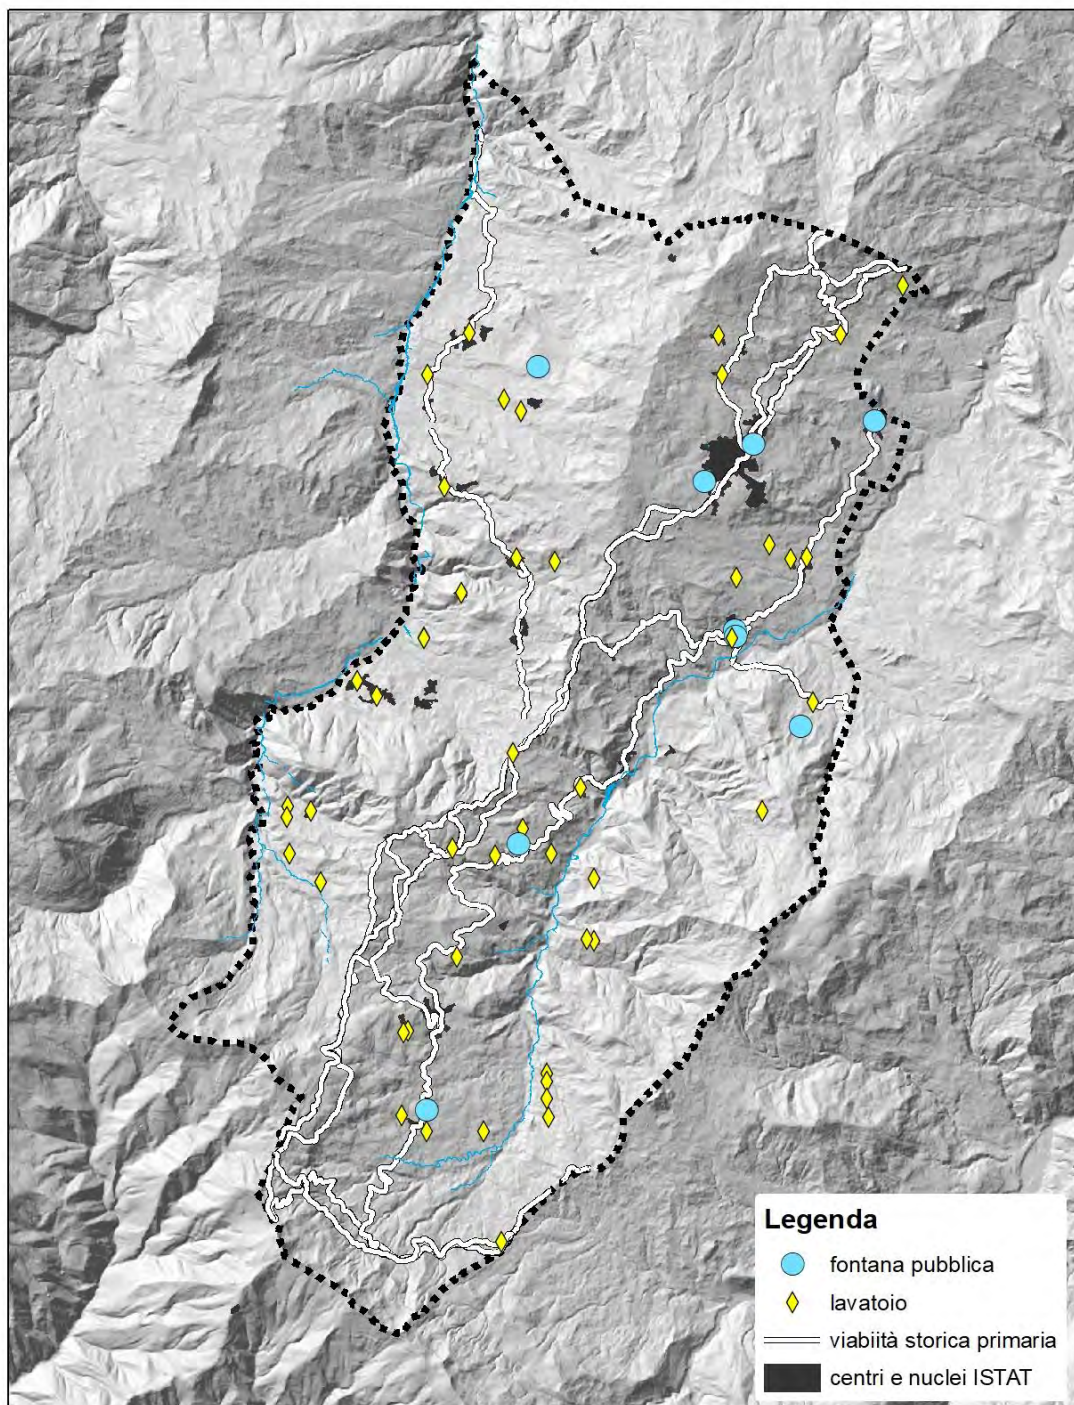 Legenda
fontana pubblica
lavatoio
viabiità storica primaria
centri e nuclei ISTAT